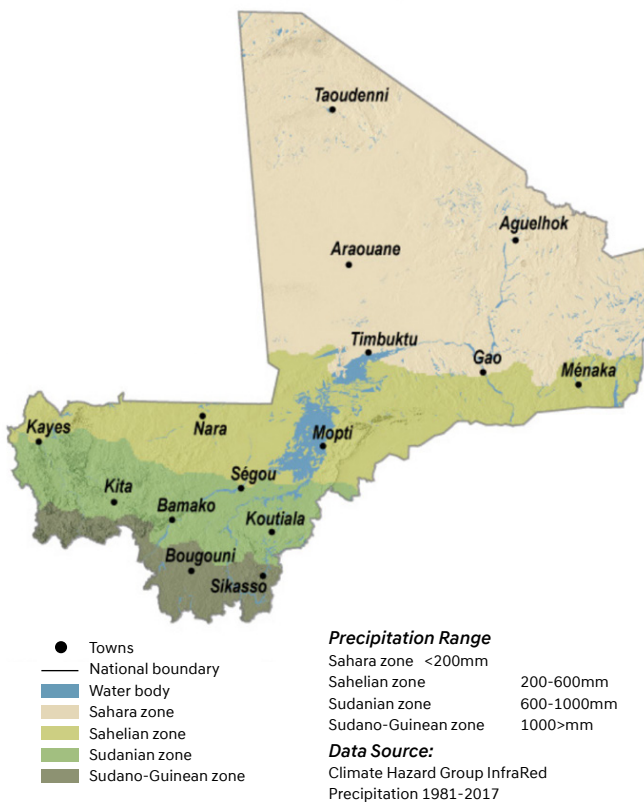 Taoudenni
Aguelhok
Araouane
Timbuktu
Gao
Ménaka
Kayes
Nara
Mopti
Ségou
Kita
Bamako
Koutiala
Bougouni
Sikasso
Towns
National boundary
Water body
Sahara zone
Sahelian zone
Sudanian zone
Sudano-Guinean zone
Precipitation Range
Sahara zone <200mm
Sahelian zone 200-600mm
Sudanian zone 600-1000mm
Sudano-Guinean zone 1000>mm
Data Source:
Climate Hazard Group InfraRed
Precipitation 1981-2017